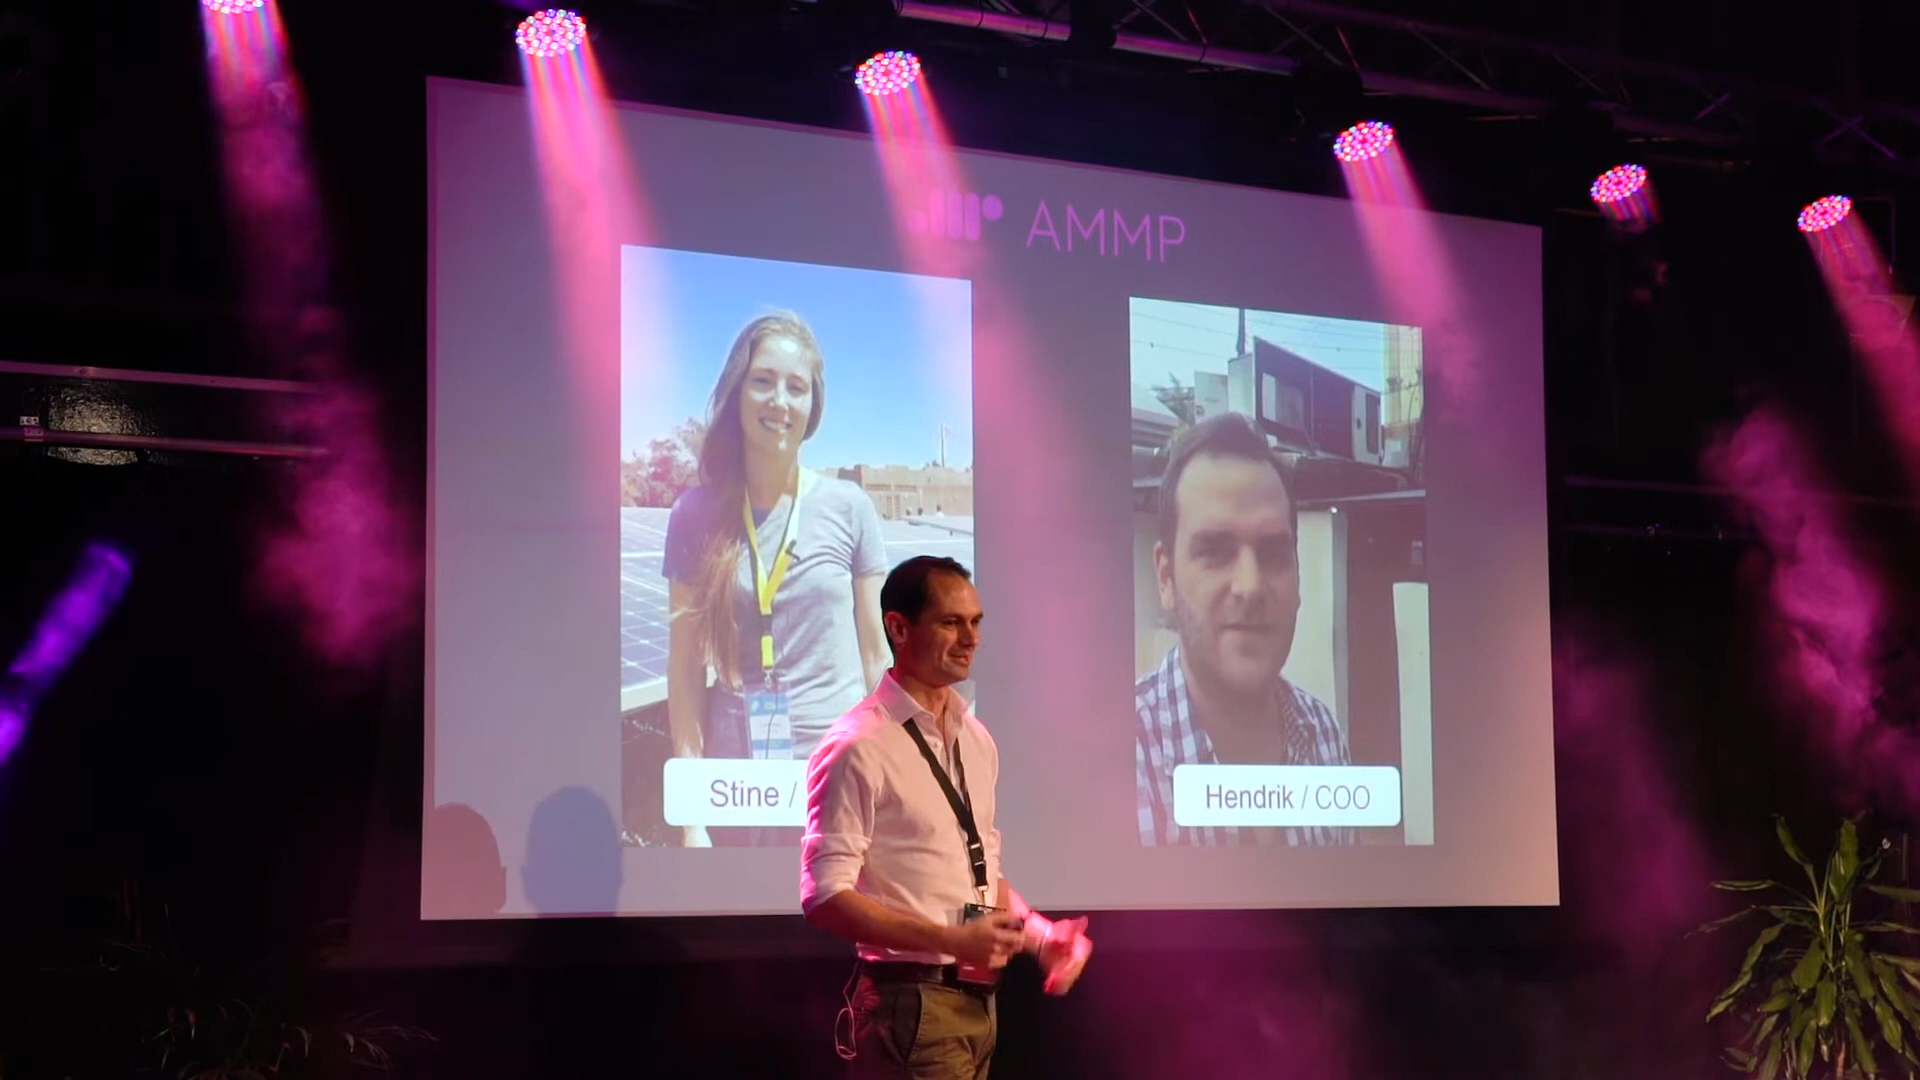 AMMP
Stine /
Hendrik / COO